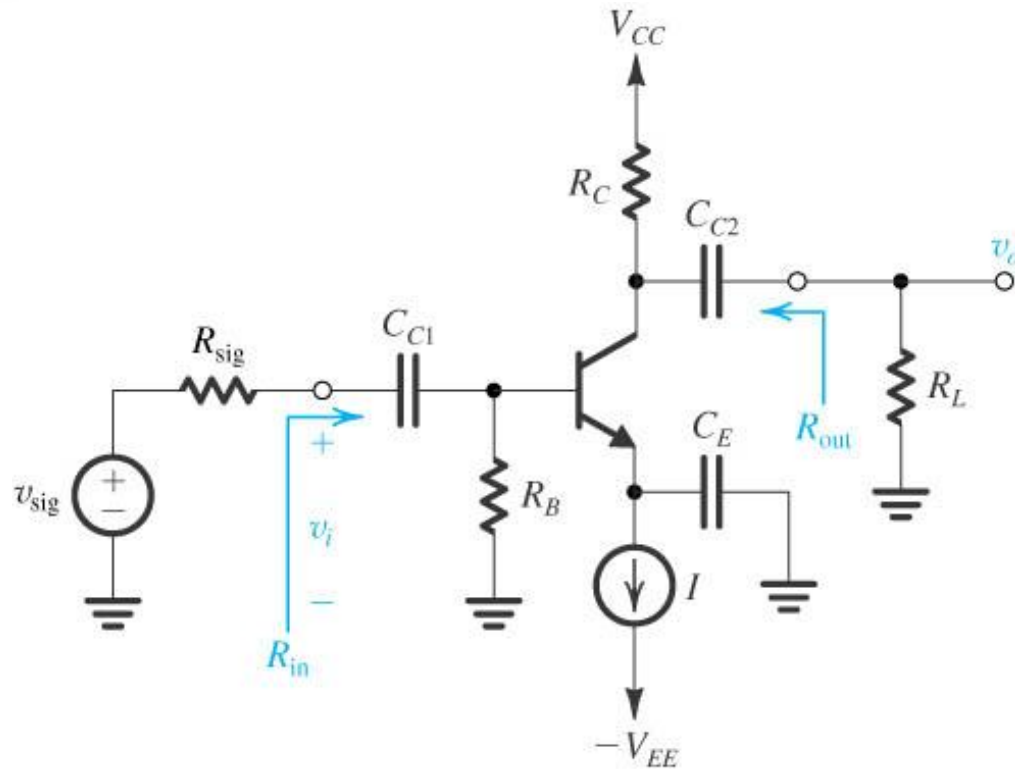 V_CC
R_C
C_C2
v_o
C_C1
R_sig
R_L
R_out
C_E
+
v_sig
+
−
v_i
R_B
I
−
R_in
−V_EE